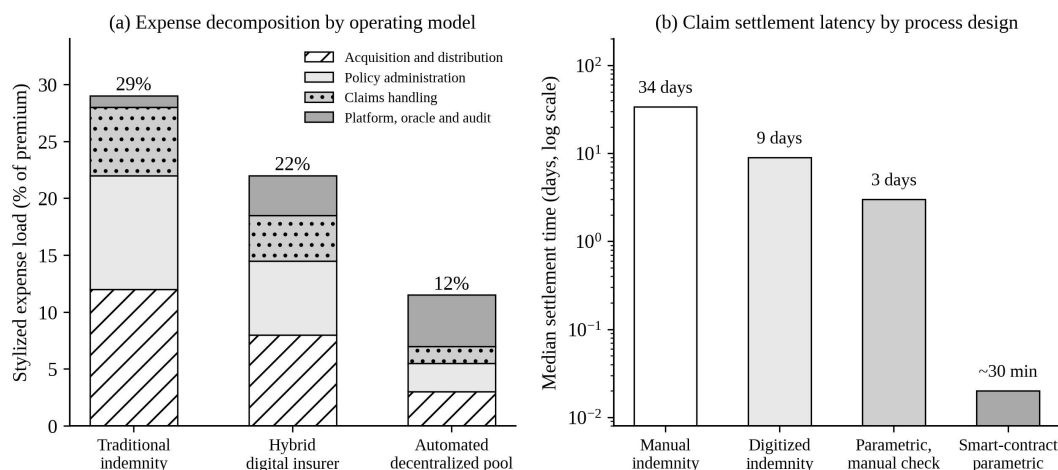 (a) Expense decomposition by operating model
Stylized expense load (% of premium)
30
25
20
15
10
5
0
29%
22%
12%
Acquisition and distribution
Policy administration
Claims handling
Platform, oracle and audit
Traditional
indemnity
Hybrid
digital insurer
Automated
decentralized pool
(b) Claim settlement latency by process design
Median settlement time (days, log scale)
10²
10¹
10⁰
10⁻¹
10⁻²
34 days
9 days
3 days
~30 min
Manual
indemnity
Digitized
indemnity
Parametric,
manual check
Smart-contract
parametric